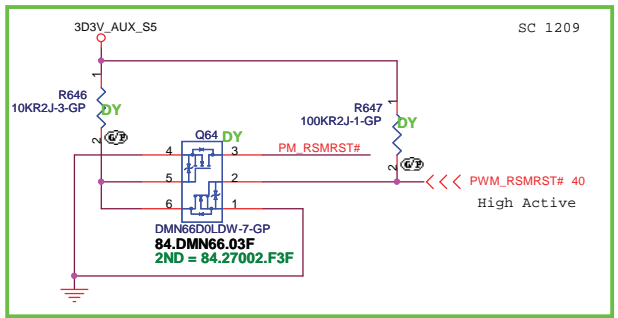 3D3V_AUX_S5
SC 1209
1
R646
10KR2J-3-GP
DY
2
G/P
R647
100KR2J-1-GP
1
DY
2
G/P
Q64
DY
4
3
PM_RSMRST#
5
2
PWM_RSMRST# 40
6
1
High Active
DMN66D0LDW-7-GP
84.DMN66.03F
2ND = 84.27002.F3F